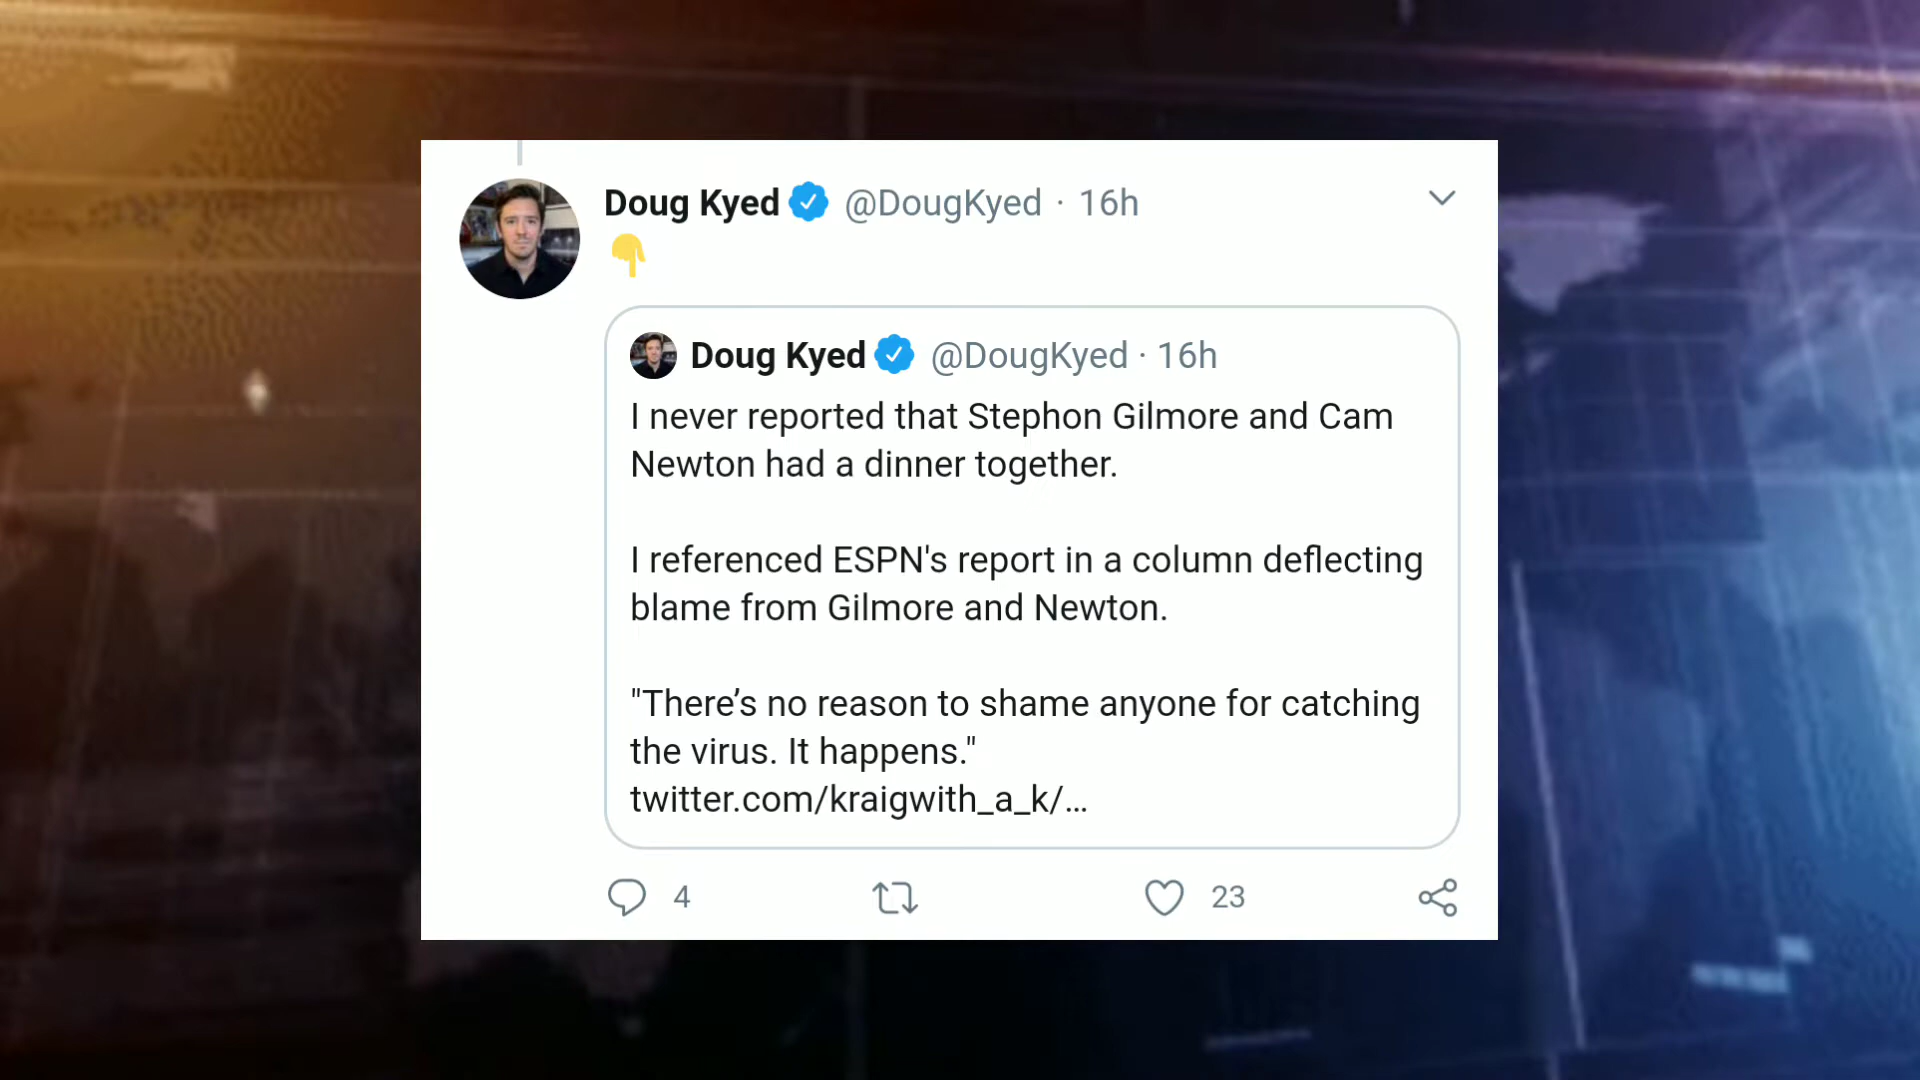 Doug Kyed @DougKyed · 16h
Doug Kyed @DougKyed · 16h
I never reported that Stephon Gilmore and Cam
Newton had a dinner together.
I referenced ESPN's report in a column deflecting
blame from Gilmore and Newton.
"There’s no reason to shame anyone for catching
the virus. It happens."
twitter.com/kraigwith_a_k/…
4 23